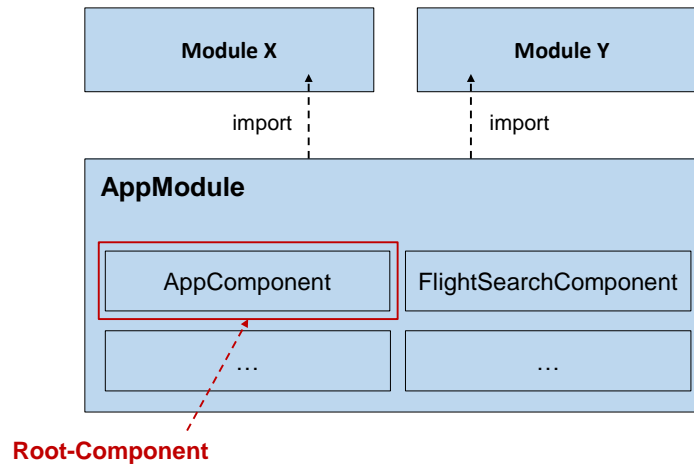 Module X
Module Y
import
import
AppModule
AppComponent
FlightSearchComponent
…
…
Root-Component